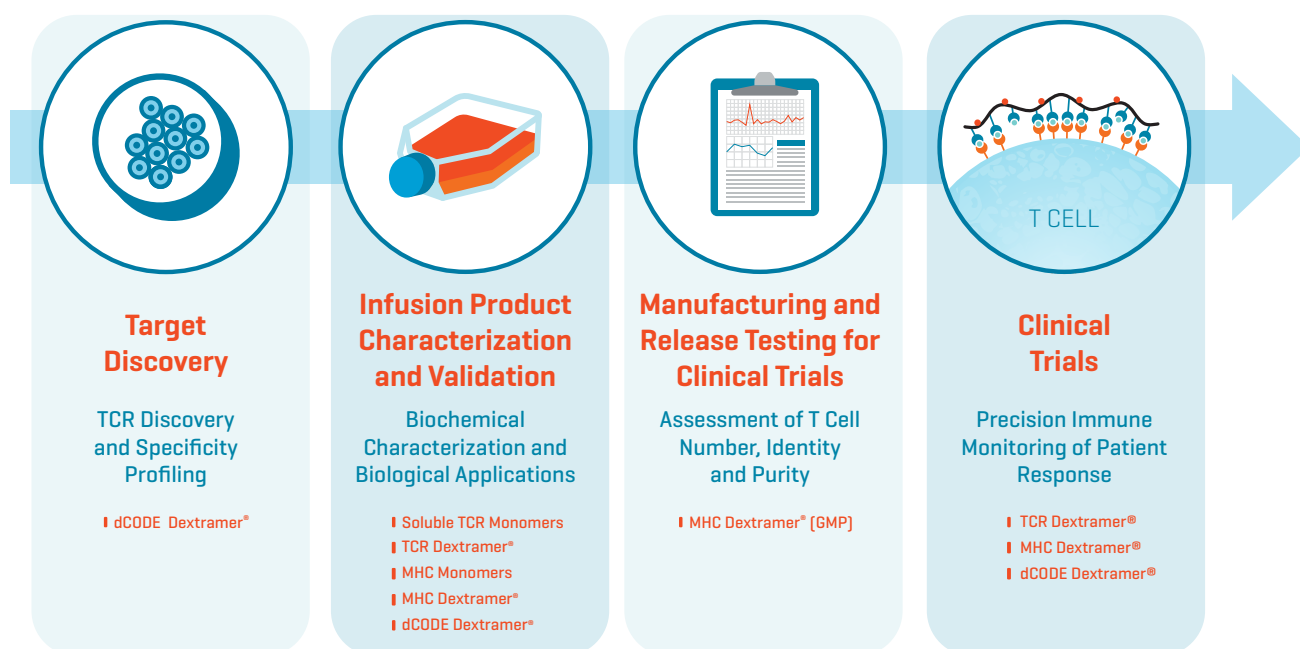 Target
Discovery
TCR Discovery
and Specificity
Profiling
dCODE Dextramer®
Infusion Product
Characterization
and Validation
Biochemical
Characterization and
Biological Applications
Soluble TCR Monomers
TCR Dextramer®
MHC Monomers
MHC Dextramer®
dCODE Dextramer®
Manufacturing and
Release Testing for
Clinical Trials
Assessment of T Cell
Number, Identity
and Purity
MHC Dextramer® (GMP)
T CELL
Clinical
Trials
Precision Immune
Monitoring of Patient
Response
TCR Dextramer®
MHC Dextramer®
dCODE Dextramer®